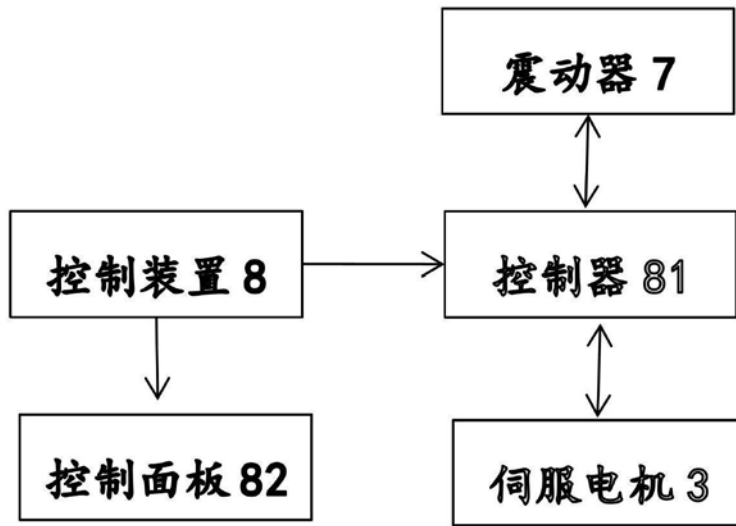 震动器 7
控制装置 8
控制器 81
控制面板 82
伺服电机 3